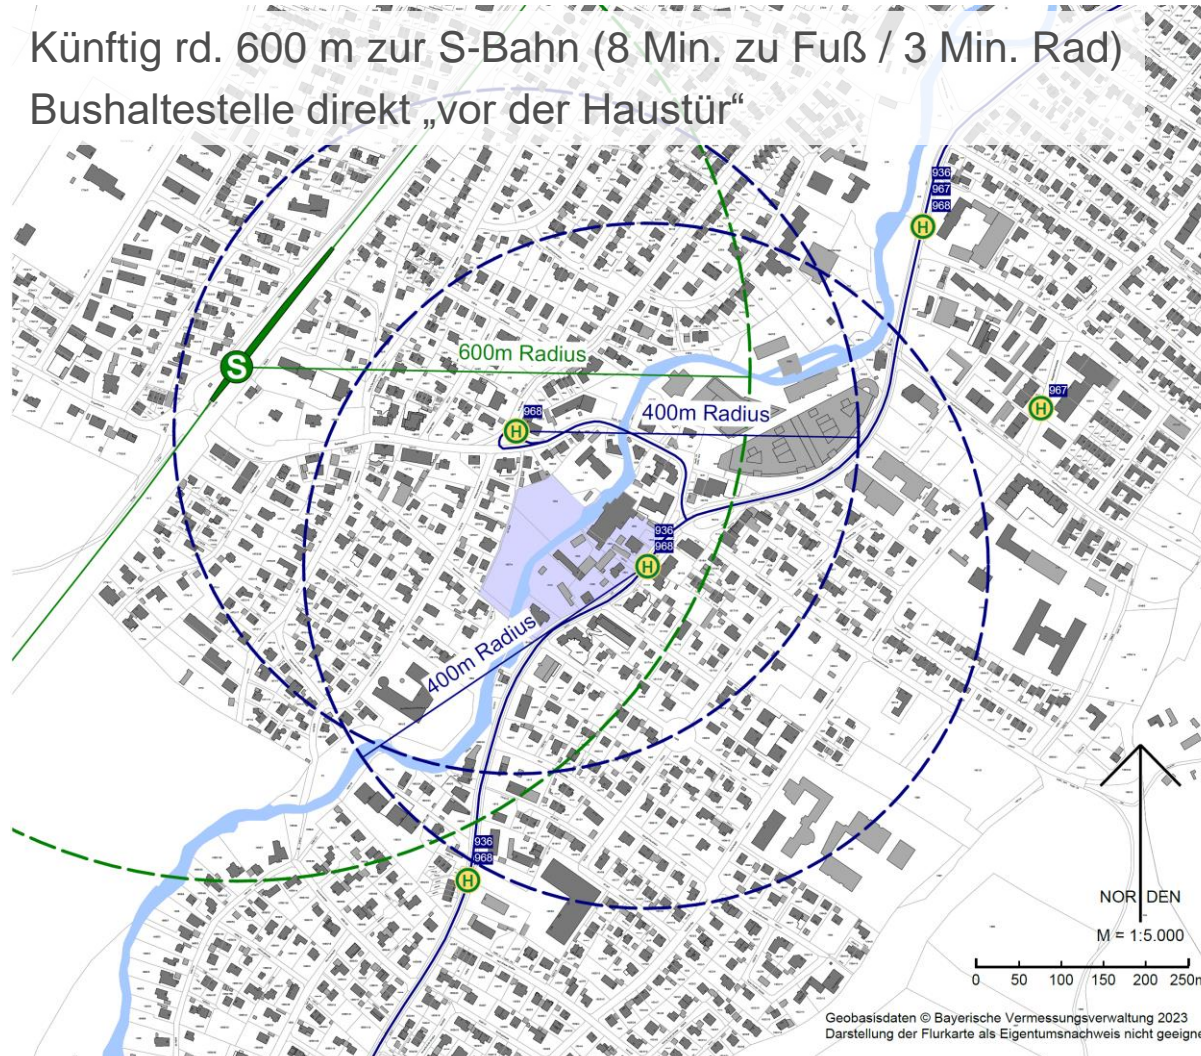 Künftig rd. 600 m zur S-Bahn (8 Min. zu Fuß / 3 Min. Rad)
Bushaltestelle direkt „vor der Haustür“
936
967
968
H
S
600m Radius
968
H
400m Radius
967
H
936
968
H
400m Radius
936
968
H
NORDEN
M = 1:5.000
0 50 100 150 200 250m
Geobasisdaten © Bayerische Vermessungsverwaltung 2023
Darstellung der Flurkarte als Eigentumsnachweis nicht geeigne